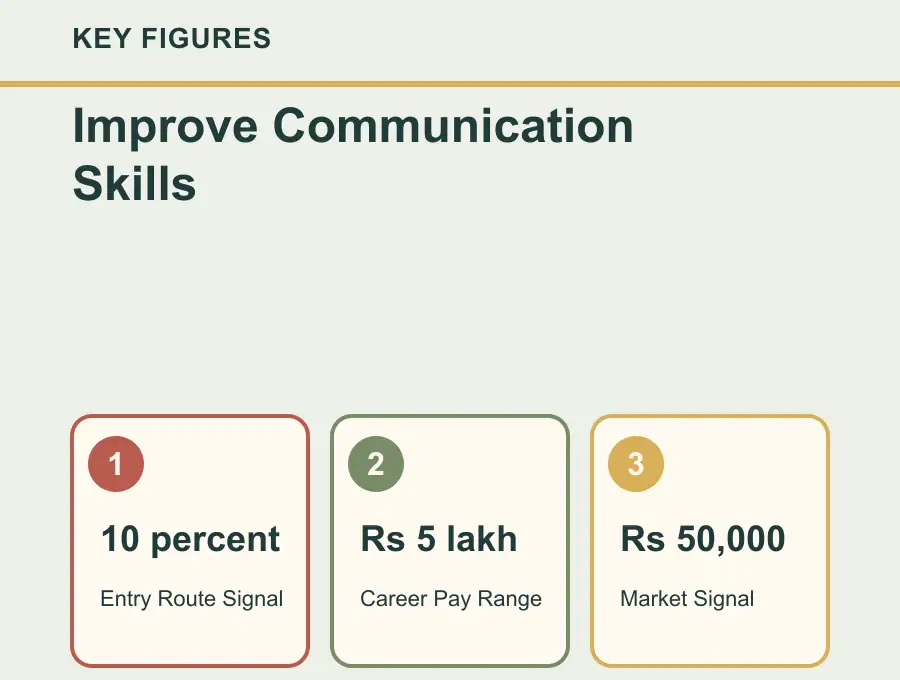 KEY FIGURES
Improve Communication
Skills
1
10 percent
Entry Route Signal
2
Rs 5 lakh
Career Pay Range
3
Rs 50,000
Market Signal